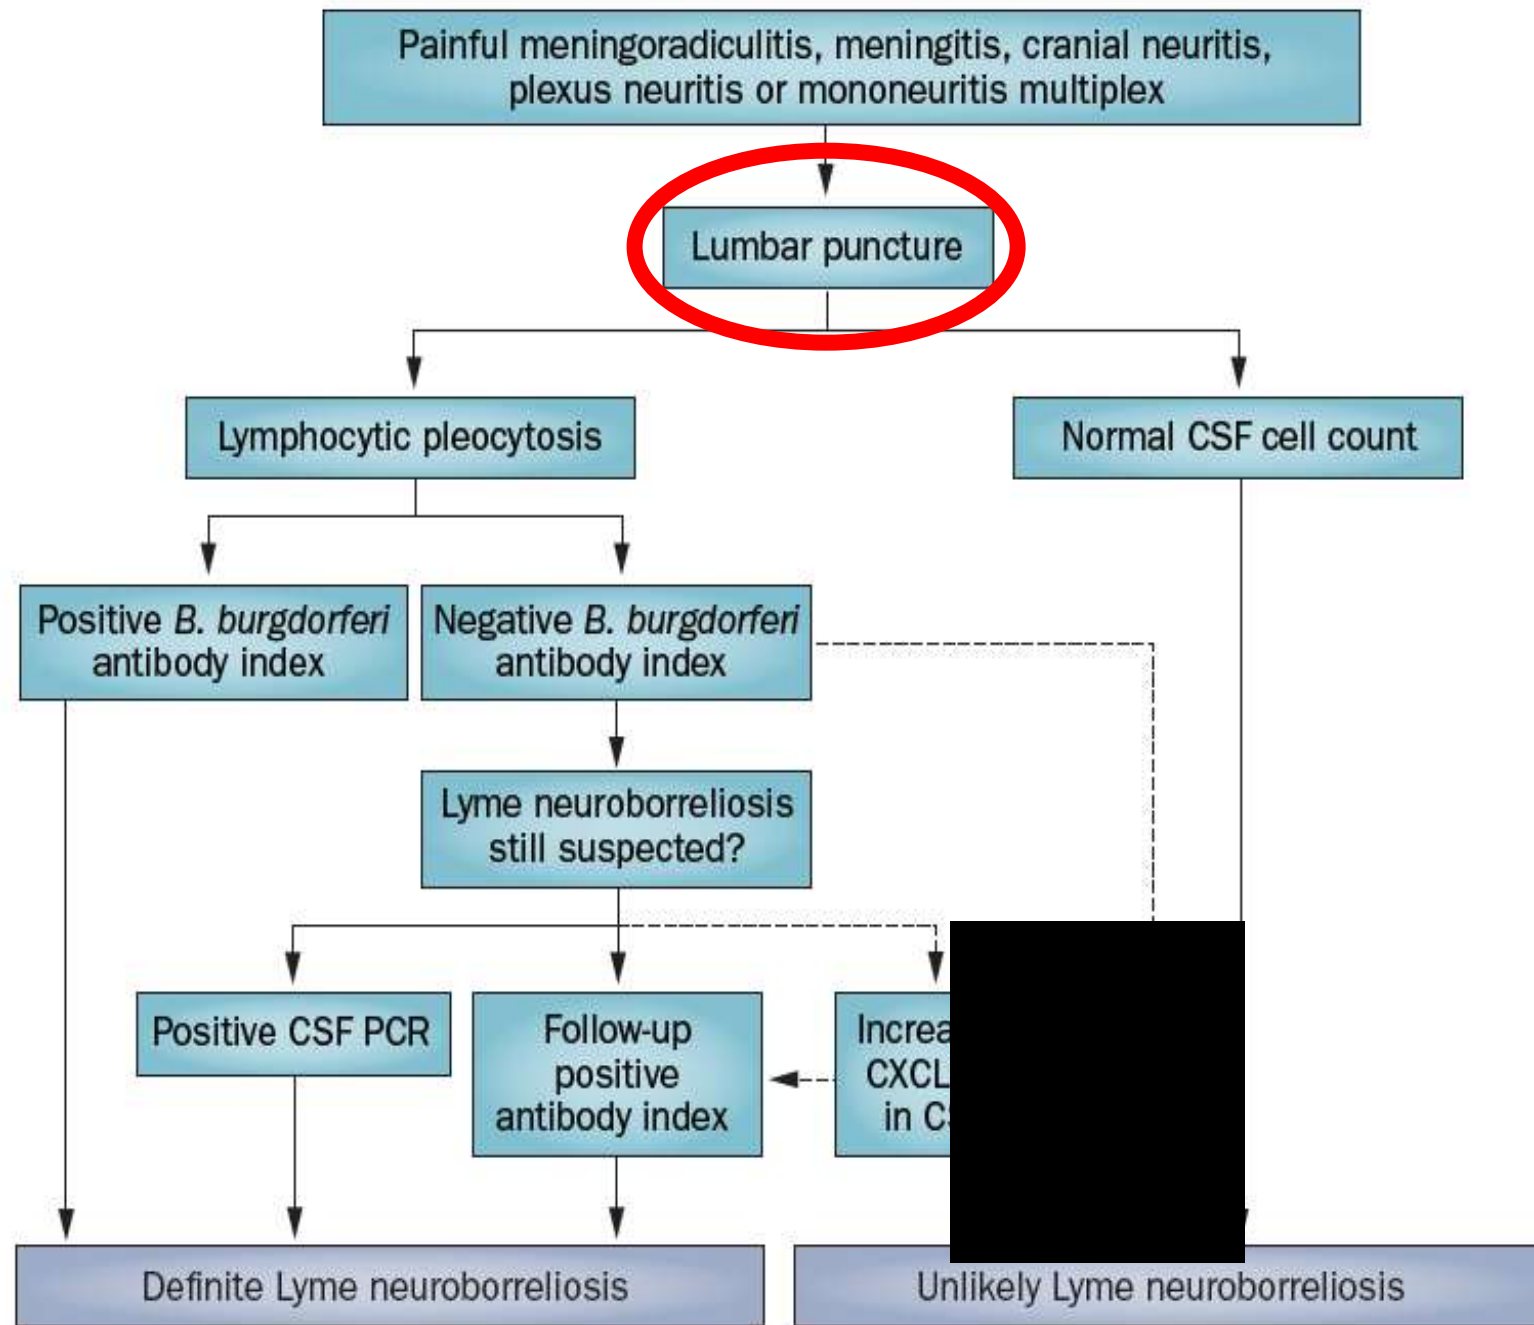 Painful meningoradiculitis, meningitis, cranial neuritis,
plexus neuritis or mononeuritis multiplex
Lumbar puncture
Lymphocytic pleocytosis
Normal CSF cell count
Positive B. burgdorferi
antibody index
Negative B. burgdorferi
antibody index
Lyme neuroborreliosis
still suspected?
Positive CSF PCR
Follow-up
positive
antibody index
in
Definite Lyme neuroborreliosis
Unlikely Lyme neuroborreliosis